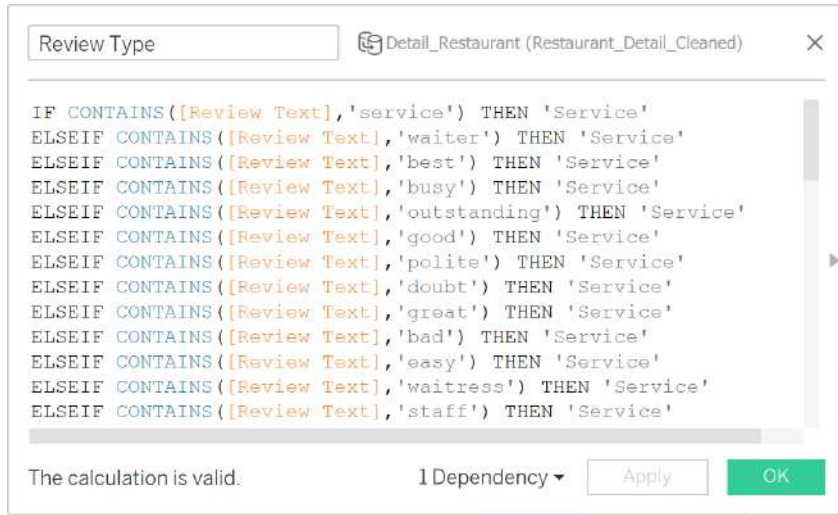 Review Type
Detail_Restaurant (Restaurant_Detail_Cleaned)
IF CONTAINS([Review Text],'service') THEN 'Service'
ELSEIF CONTAINS([Review Text],'waiter') THEN 'Service'
ELSEIF CONTAINS([Review Text],'best') THEN 'Service'
ELSEIF CONTAINS([Review Text],'busy') THEN 'Service'
ELSEIF CONTAINS([Review Text],'outstanding') THEN 'Service'
ELSEIF CONTAINS([Review Text],'good') THEN 'Service'
ELSEIF CONTAINS([Review Text],'polite') THEN 'Service'
ELSEIF CONTAINS([Review Text],'doubt') THEN 'Service'
ELSEIF CONTAINS([Review Text],'great') THEN 'Service'
ELSEIF CONTAINS([Review Text],'bad') THEN 'Service'
ELSEIF CONTAINS([Review Text],'easy') THEN 'Service'
ELSEIF CONTAINS([Review Text],'waitress') THEN 'Service'
ELSEIF CONTAINS([Review Text],'staff') THEN 'Service'
The calculation is valid.
1 Dependency
Apply
OK